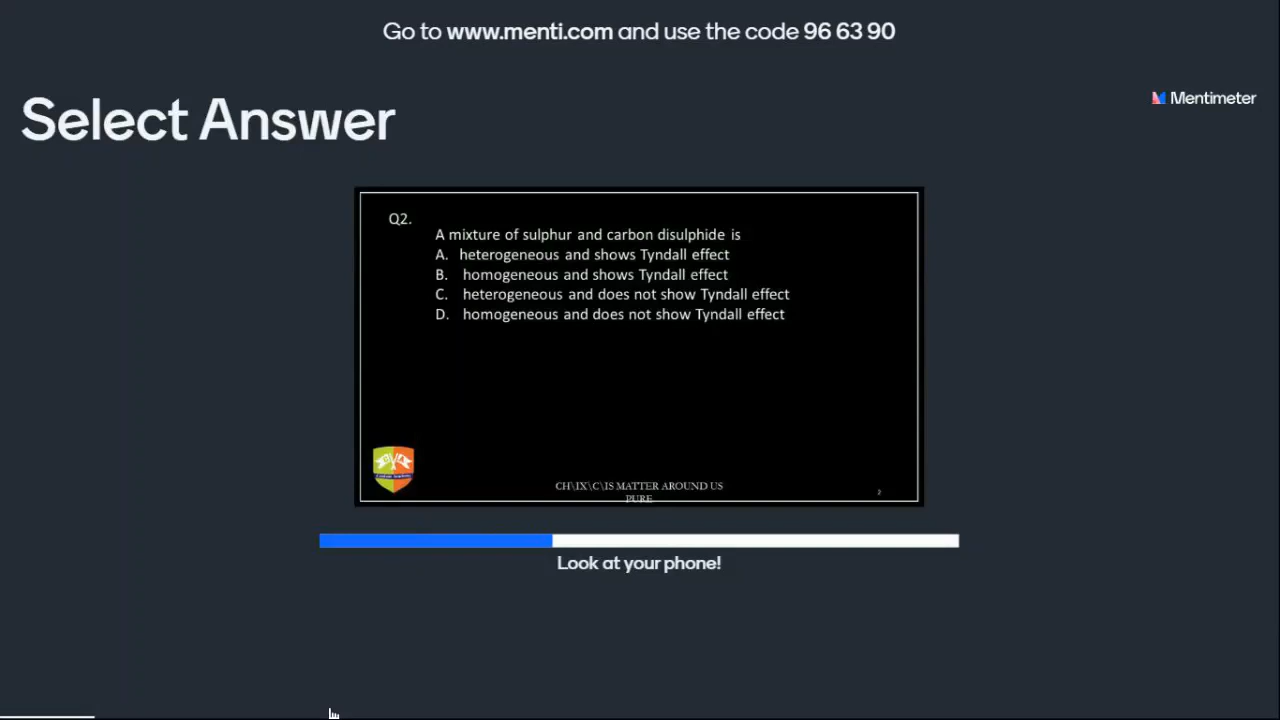 Go to www.menti.com and use the code 96 63 90
Mentimeter
Select Answer
Q2.
A mixture of sulphur and carbon disulphide is
A. heterogeneous and shows Tyndall effect
B. homogeneous and shows Tyndall effect
C. heterogeneous and does not show Tyndall effect
D. homogeneous and does not show Tyndall effect
CH\IX\C\IS MATTER AROUND US
PURE
2
Look at your phone!